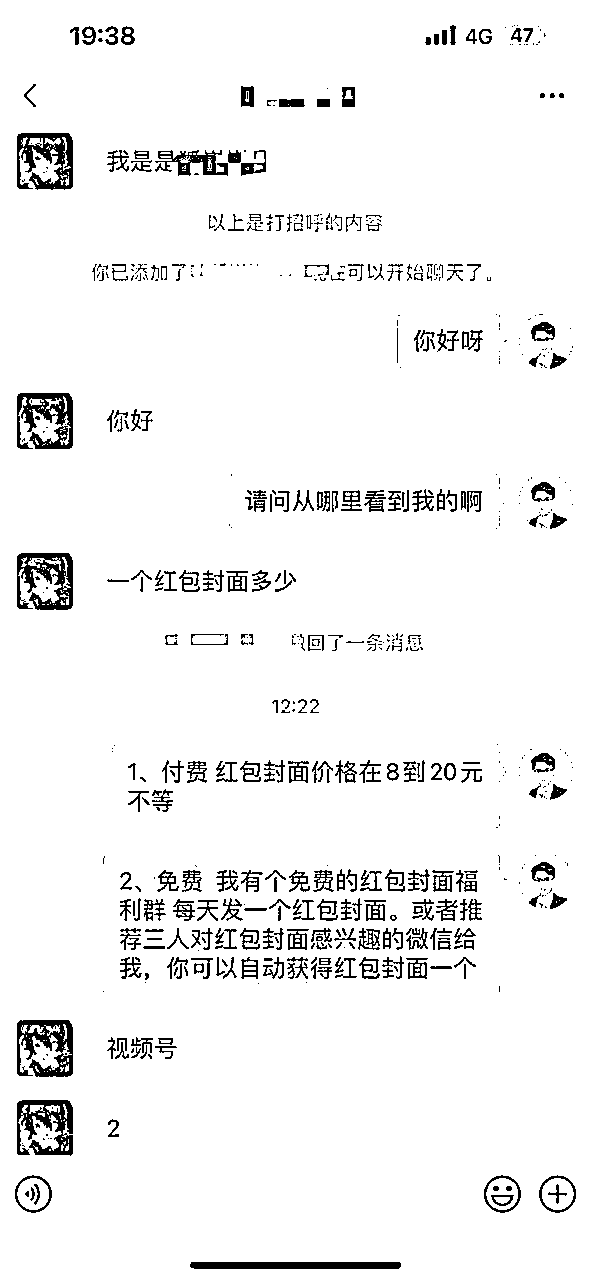 19:38
4G
47
我是是
以上是打招呼的内容
你已添加了
可以开始聊天了。
你好呀
你好
请问从哪里看到我的啊
一个红包封面多少
回了一条消息
12:22
1、付费 红包封面价格在8到20元
不等
2、免费 我有个免费的红包封面福
利群 每天发一个红包封面。或者推
荐三人对红包封面感兴趣的微信给
我，你可以自动获得红包封面一个
视频号
2